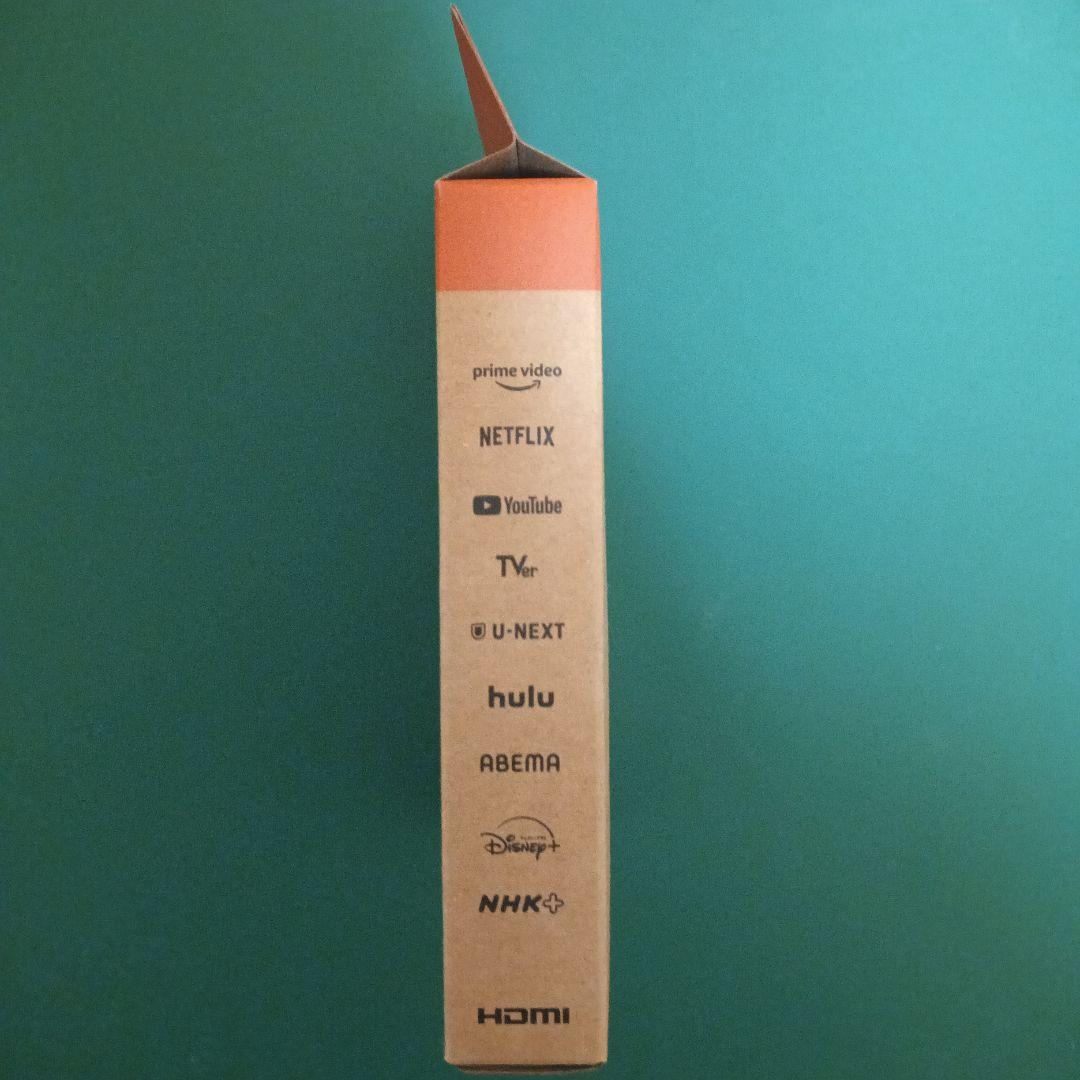 prime video
NETFLIX
YouTube
TVer
U-NEXT
hulu
ABEMA
Disney+
NHK+
HDMI